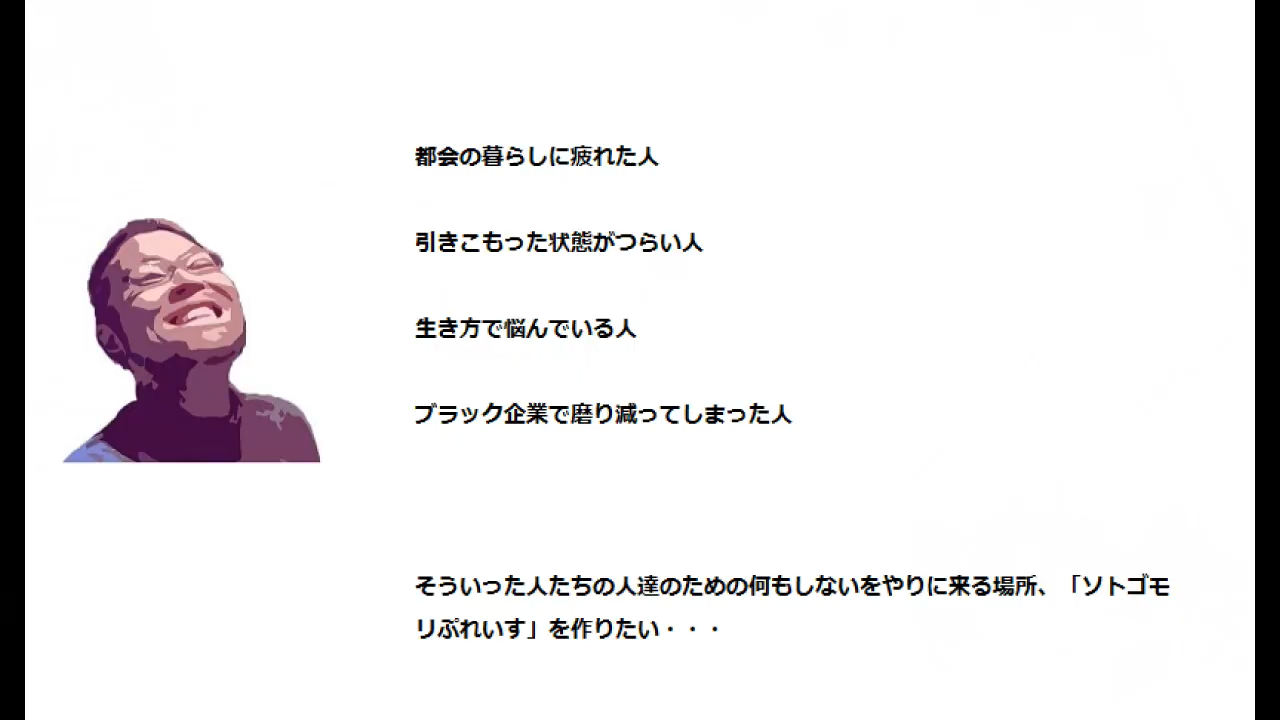 都会の暮らしに疲れた人
引きこもった状態がつらい人
生き方で悩んでいる人
ブラック企業で磨り減ってしまった人
そういった人たちの人達のための何もしないをやりに来る場所、「ソトゴモ
リぷれいす」を作りたい・・・